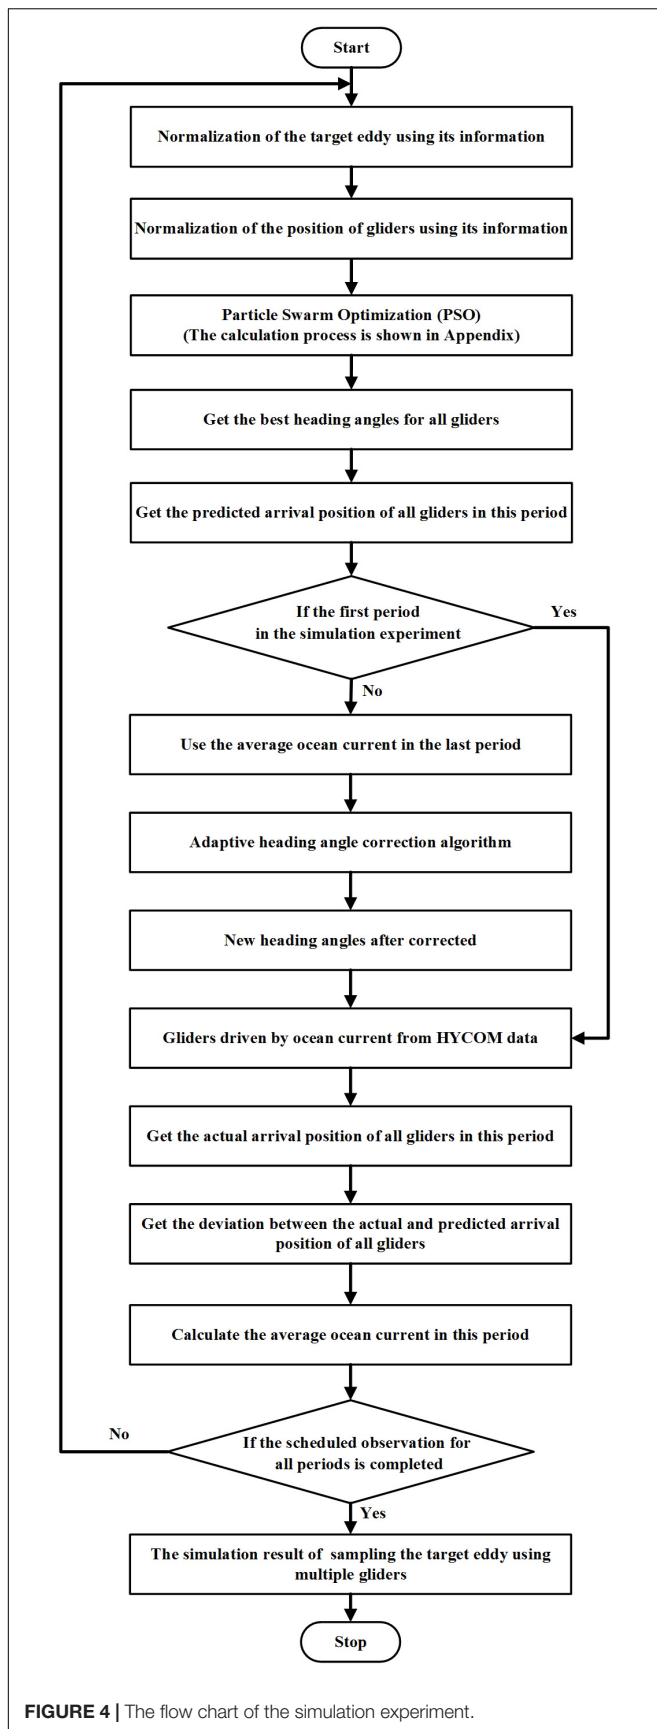 Start
Normalization of the target eddy using its information
Normalization of the position of gliders using its information
Particle Swarm Optimization (PSO)
(The calculation process is shown in Appendix)
Get the best heading angles for all gliders
Get the predicted arrival position of all gliders in this period
If the first period
in the simulation experiment
Yes
No
Use the average ocean current in the last period
Adaptive heading angle correction algorithm
New heading angles after corrected
Gliders driven by ocean current from HYCOM data
Get the actual arrival position of all gliders in this period
Get the deviation between the actual and predicted arrival
position of all gliders
Calculate the average ocean current in this period
No
If the scheduled observation for
all periods is completed
Yes
The simulation result of sampling the target eddy using
multiple gliders
Stop
FIGURE 4 | The flow chart of the simulation experiment.